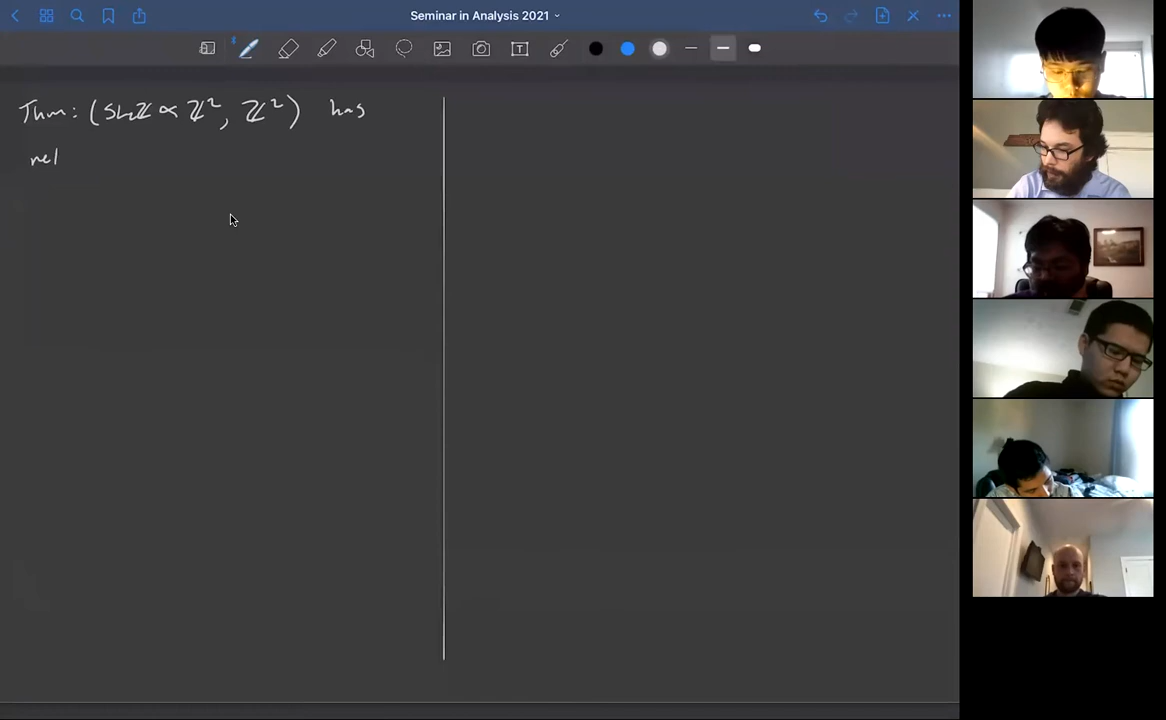 Seminar in Analysis 2021
Thm: (SL₂ℤ ∝ ℤ², ℤ²) has
rel